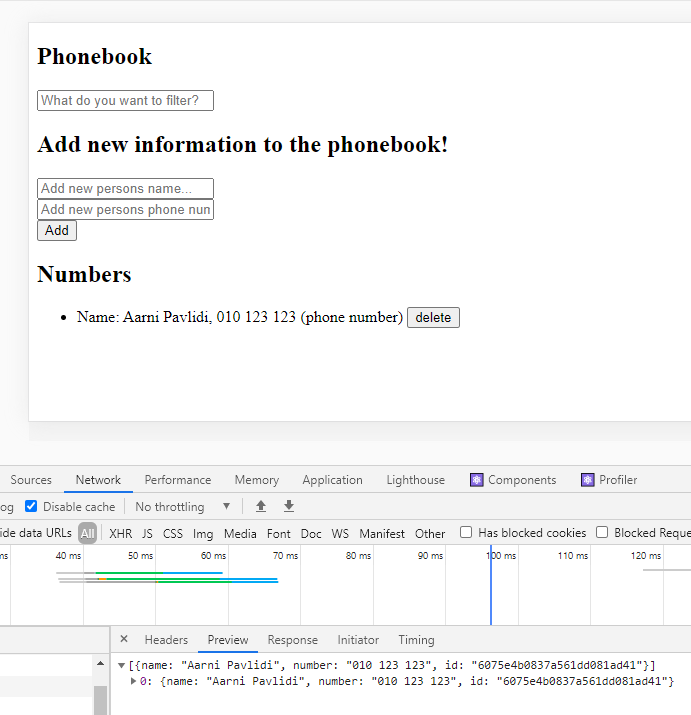 Phonebook
What do you want to filter?
Add new information to the phonebook!
Add new persons name...
Add new persons phone num
Add
Numbers
Name: Aarni Pavlidi, 010 123 123 (phone number) delete
Sources Network Performance Memory Application Lighthouse Components Profiler
og Disable cache No throttling
ide data URLs All XHR JS CSS Img Media Font Doc WS Manifest Other Has blocked cookies Blocked Reque
ms 40 ms 50 ms 60 ms 70 ms 80 ms 90 ms 100 ms 110 ms 120 ms
× Headers Preview Response Initiator Timing
▼[{name: "Aarni Pavlidi", number: "010 123 123", id: "6075e4b0837a561dd081ad41"}]
▶0: {name: "Aarni Pavlidi", number: "010 123 123", id: "6075e4b0837a561dd081ad41"}